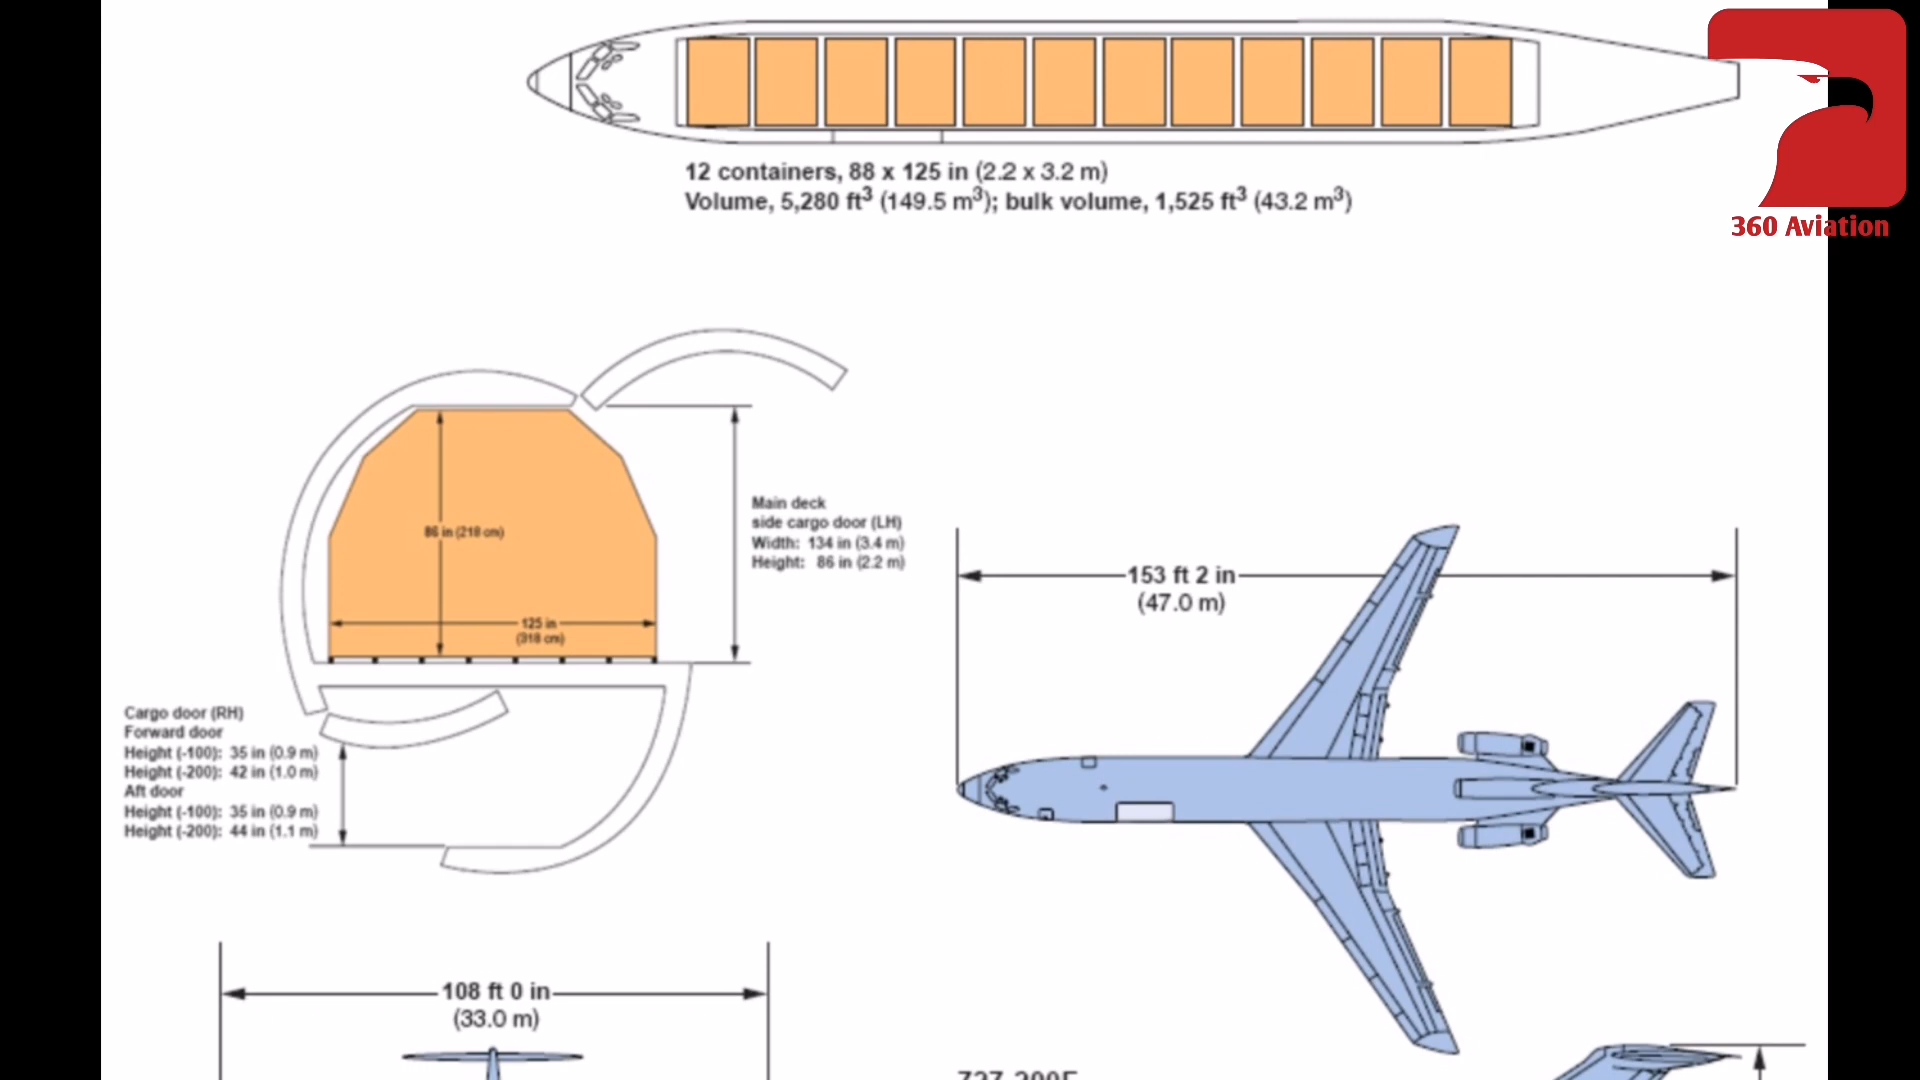 12 containers, 88 x 125 in (2.2 x 3.2 m)
Volume, 5,280 ft³ (149.5 m³); bulk volume, 1,525 ft³ (43.2 m³)
360 Aviation
86 in (218 cm)
125 in
(318 cm)
Main deck
side cargo door (LH)
Width: 134 in (3.4 m)
Height: 86 in (2.2 m)
153 ft 2 in
(47.0 m)
Cargo door (RH)
Forward door
Height (-100): 35 in (0.9 m)
Height (-200): 42 in (1.0 m)
Aft door
Height (-100): 35 in (0.9 m)
Height (-200): 44 in (1.1 m)
108 ft 0 in
(33.0 m)